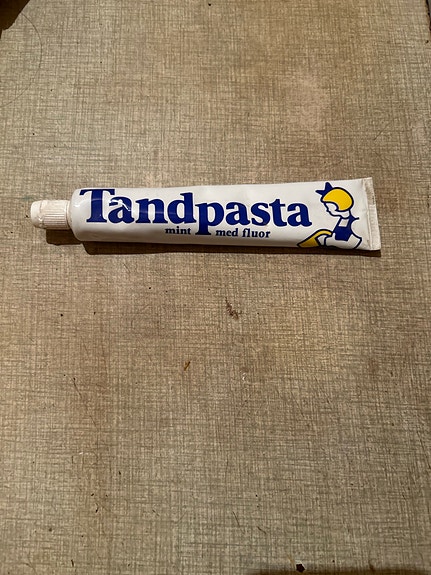 Tandpasta
mint med fluor